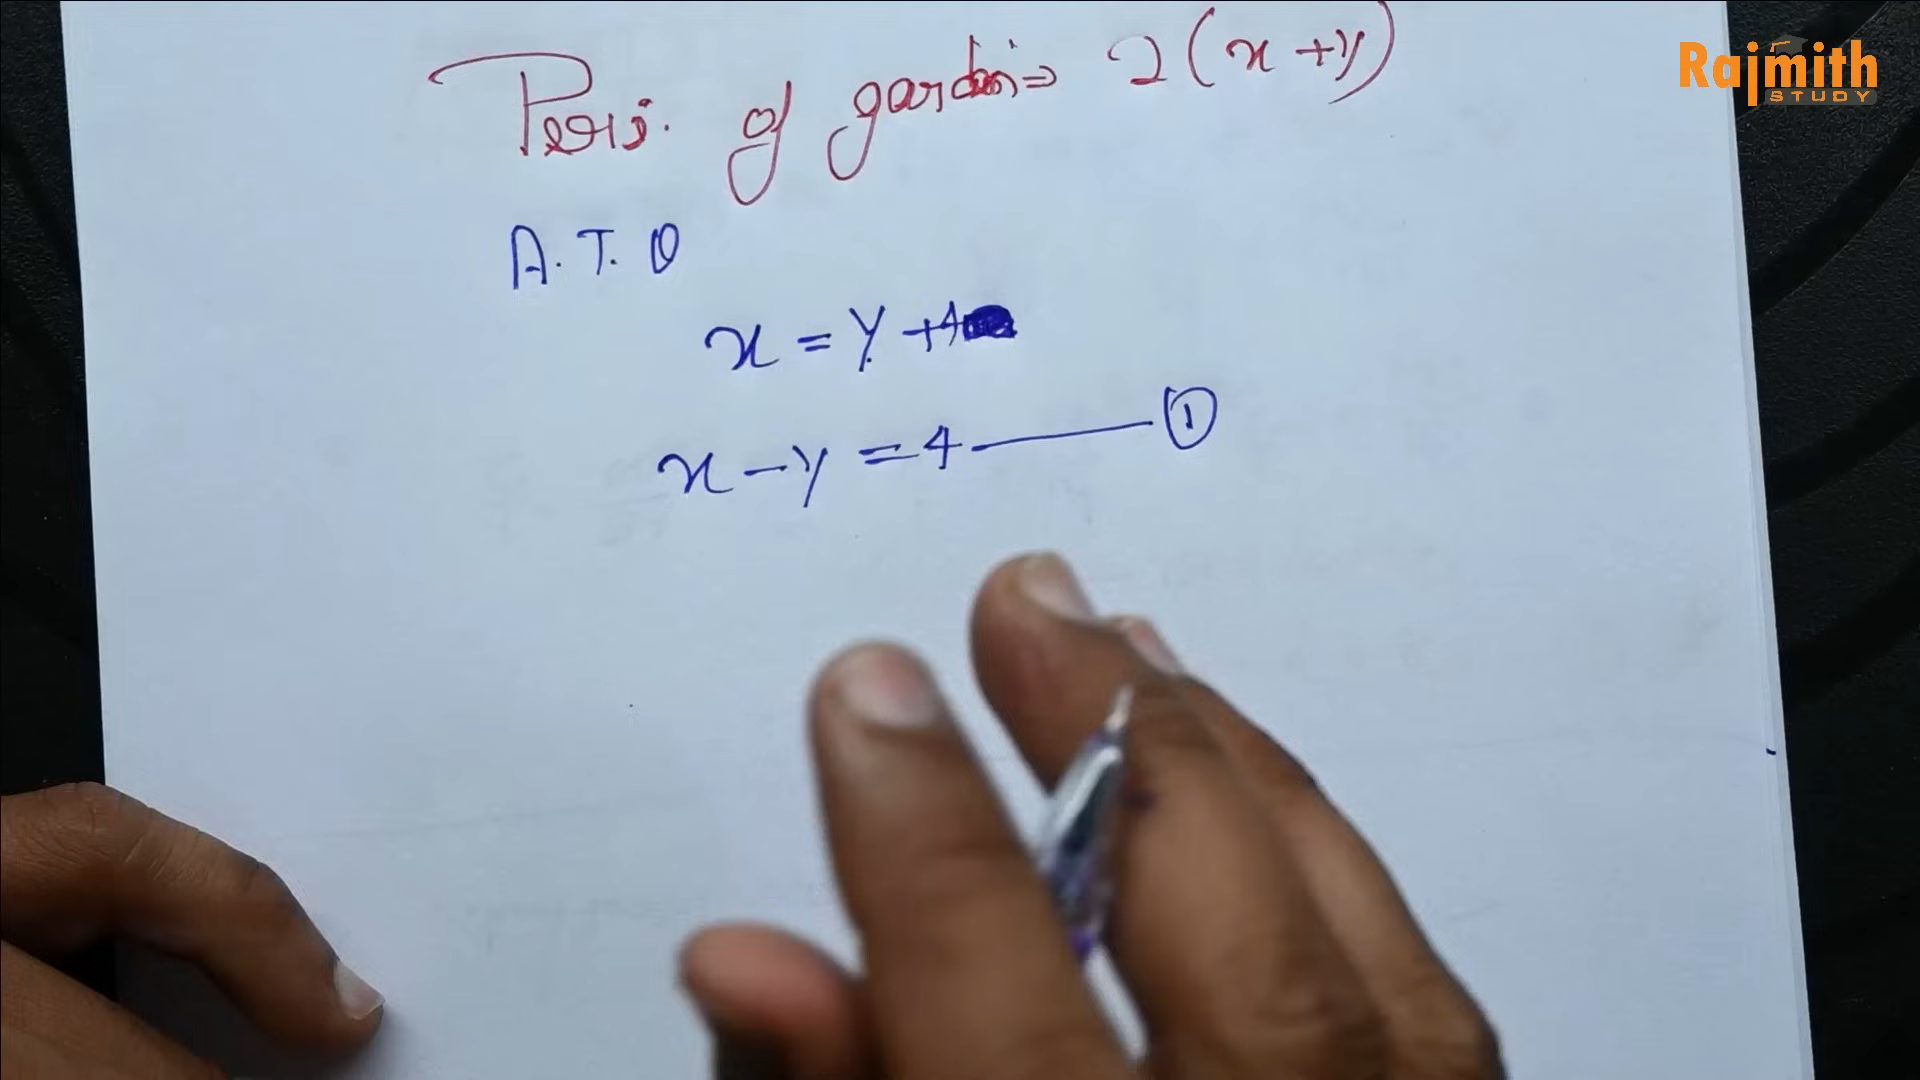 Peri. of garden = 2(x+y)
Rajmith
STUDY
A. T. Q
x = y +4
x - y = 4 ——— ①